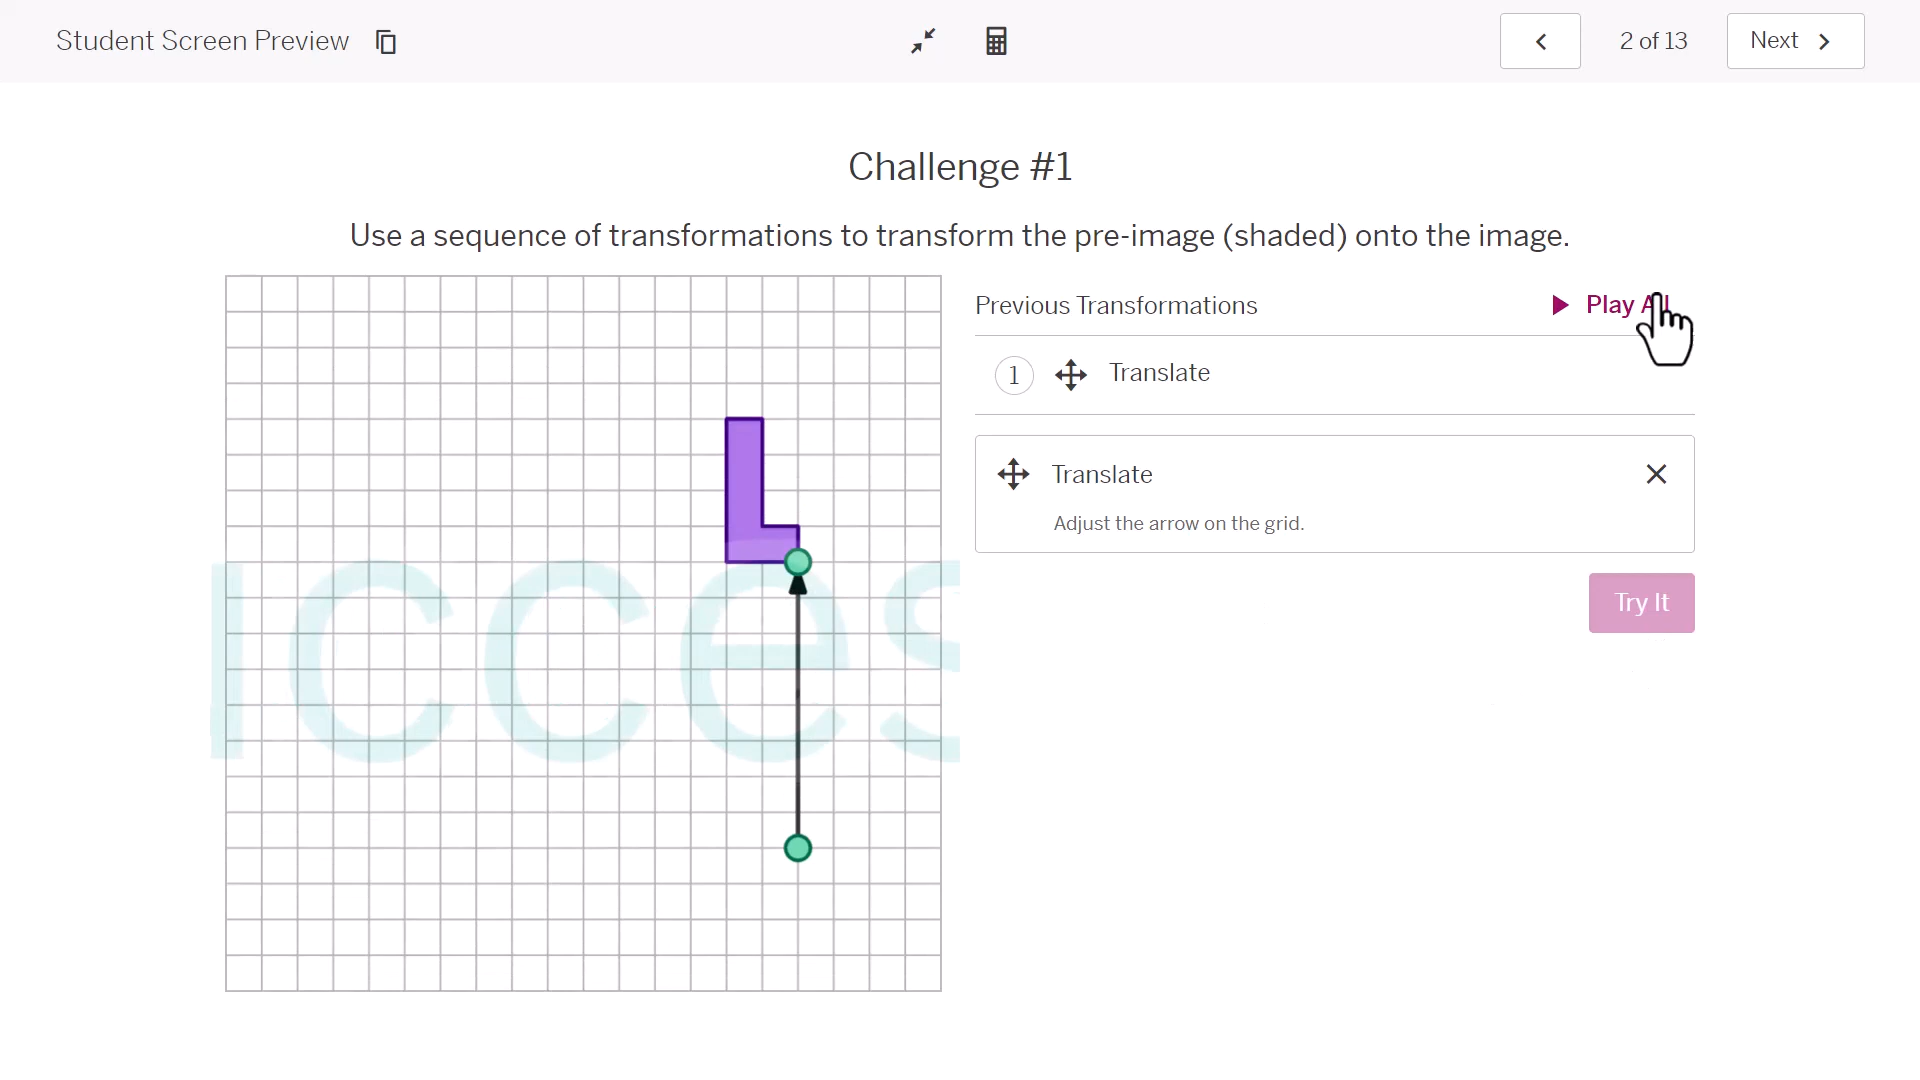 Student Screen Preview
2 of 13
Next
Challenge #1
Use a sequence of transformations to transform the pre-image (shaded) onto the image.
Previous Transformations
Play All
1 Translate
Translate
Adjust the arrow on the grid.
Try It